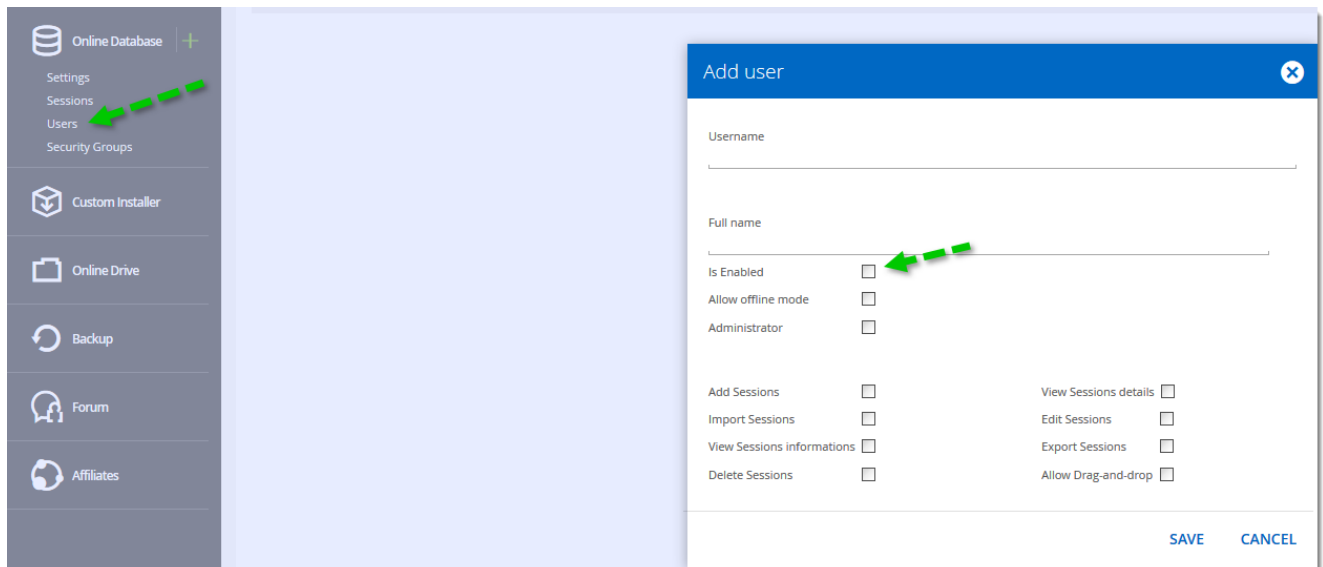 Online Database
Settings
Sessions
Users
Security Groups
Custom Installer
Online Drive
Backup
Forum
Affiliates
Add user
Username
Full name
Is Enabled
Allow offline mode
Administrator
Add Sessions
View Sessions details
Import Sessions
Edit Sessions
View Sessions informations
Export Sessions
Delete Sessions
Allow Drag-and-drop
SAVE CANCEL